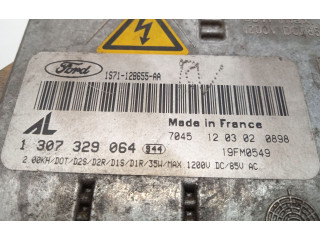 Ford
1S71-12B655-AA
Made in France
7045 12 03 02 0898
AL
1 307 329 064 S44
19FM0549
2.00KH/DOT/D2S/D2R/D1S/D1R/35W/MAX 1200V DC/85V AC